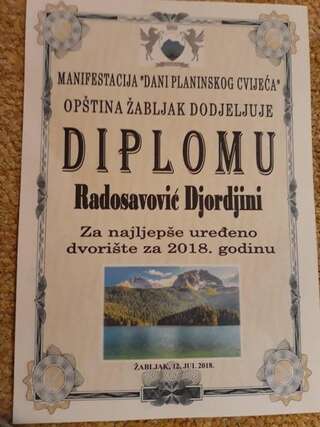 MANIFESTACIJA "DANI PLANINSKOG CVIJEĆA"
OPŠTINA ŽABLJAK DODJELJUJE
DIPLOMU
Radosavović Djordjini
Za najljepše uređeno
dvorište za 2018. godinu
ŽABLJAK, 12. JUL 2018.